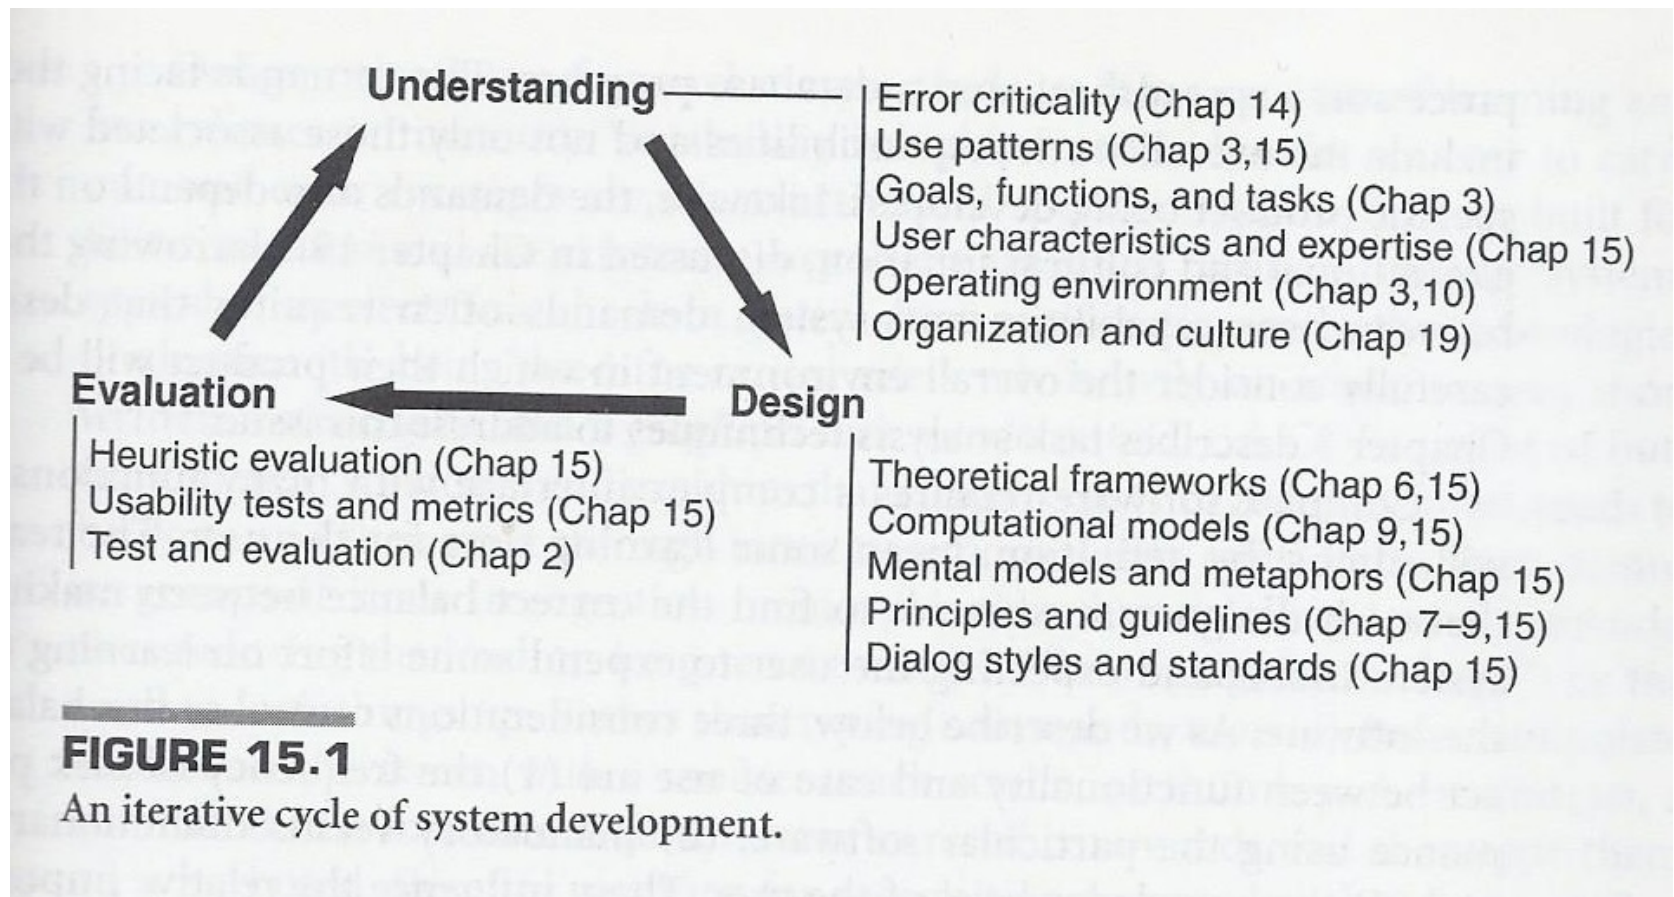 Understanding
Error criticality (Chap 14)
Use patterns (Chap 3,15)
Goals, functions, and tasks (Chap 3)
User characteristics and expertise (Chap 15)
Operating environment (Chap 3,10)
Organization and culture (Chap 19)
Evaluation
Heuristic evaluation (Chap 15)
Usability tests and metrics (Chap 15)
Test and evaluation (Chap 2)
Design
Theoretical frameworks (Chap 6,15)
Computational models (Chap 9,15)
Mental models and metaphors (Chap 15)
Principles and guidelines (Chap 7–9,15)
Dialog styles and standards (Chap 15)
FIGURE 15.1
An iterative cycle of system development.